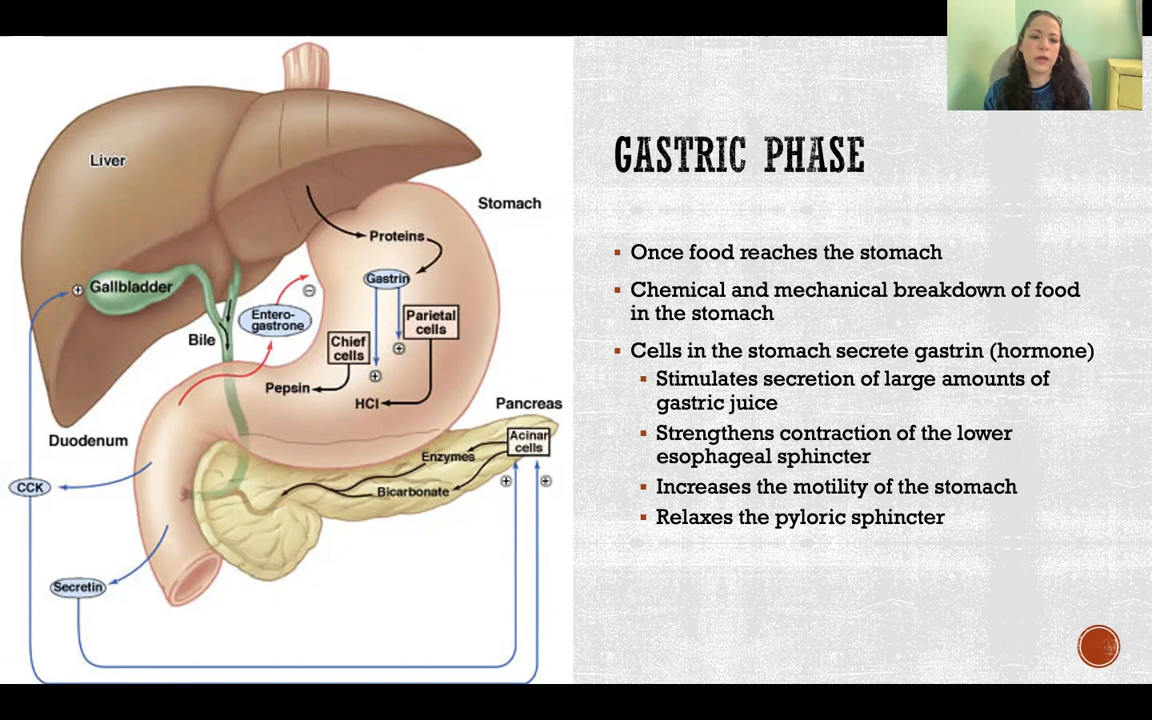 Liver
Stomach
Proteins
Gastrin
Gallbladder
Entero-
gastrone
Parietal
cells
Chief
cells
Bile
Pepsin
HCl
Pancreas
Duodenum
Acinar
cells
Enzymes
CCK
Bicarbonate
Secretin
GASTRIC PHASE
▪ Once food reaches the stomach
▪ Chemical and mechanical breakdown of food
in the stomach
▪ Cells in the stomach secrete gastrin (hormone)
▪ Stimulates secretion of large amounts of
gastric juice
▪ Strengthens contraction of the lower
esophageal sphincter
▪ Increases the motility of the stomach
▪ Relaxes the pyloric sphincter